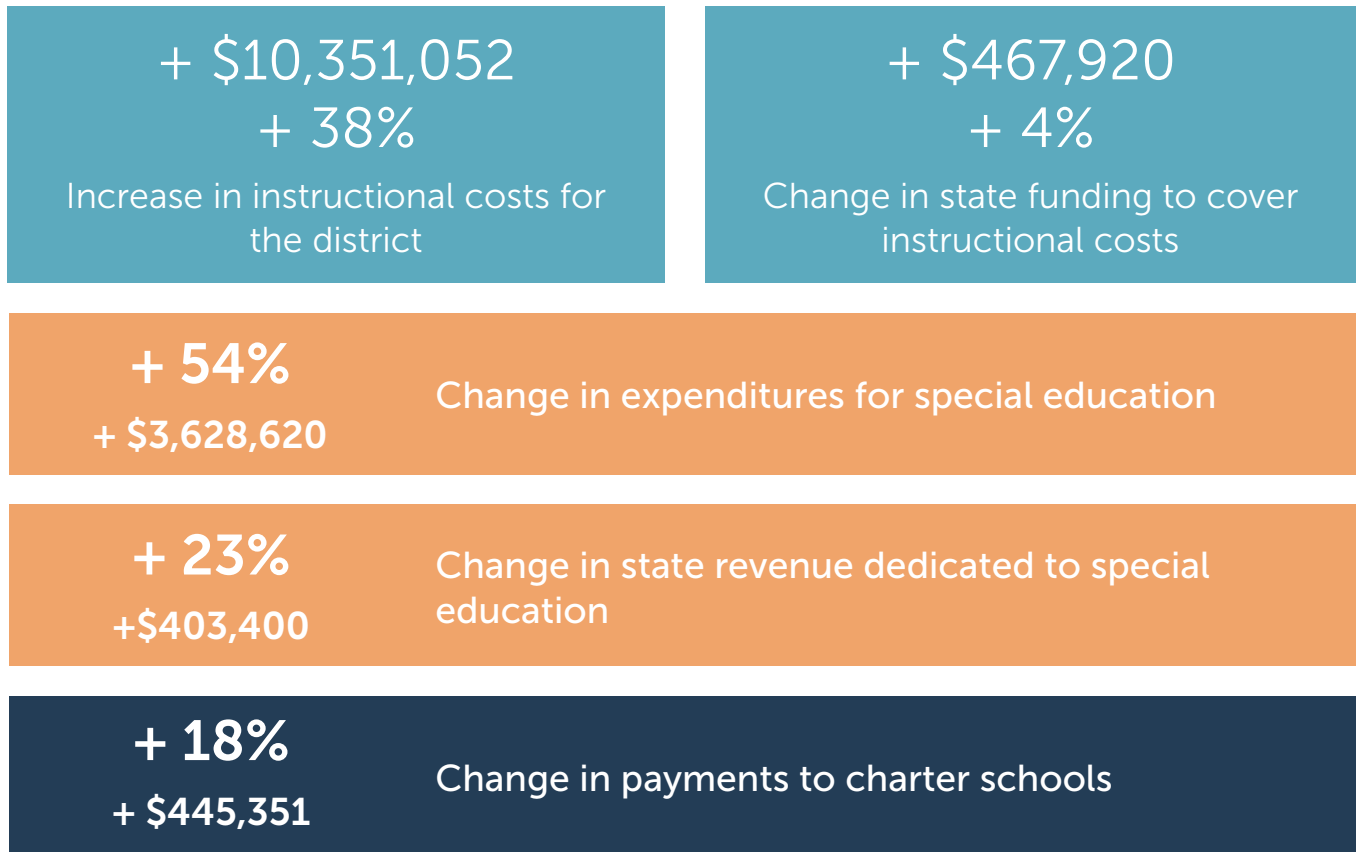 + $10,351,052
+ 38%
Increase in instructional costs for
the district
+ $467,920
+ 4%
Change in state funding to cover
instructional costs
+ 54%
+ $3,628,620
Change in expenditures for special education
+ 23%
+$403,400
Change in state revenue dedicated to special
education
+ 18%
+ $445,351
Change in payments to charter schools